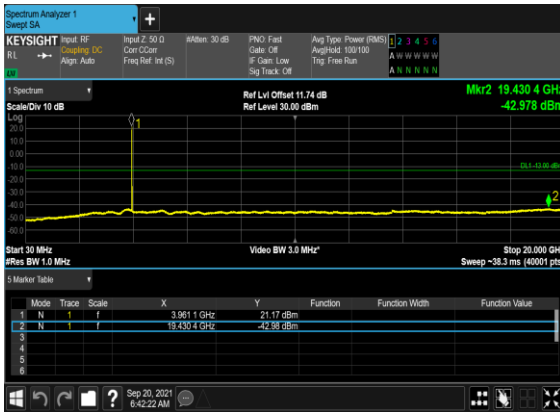 Spectrum Analyzer 1
Swept SA
KEYSIGHT
RL
LXI
Input: RF
Coupling: DC
Align: Auto
Input Z: 50 Ω
Corr CCorr
Freq Ref: Int (S)
#Atten: 30 dB
PNO: Fast
Gate: Off
IF Gain: Low
Sig Track: Off
Avg Type: Power (RMS)
Avg|Hold: 100/100
Trig: Free Run
1 2 3 4 5 6
A W W W W W
A N N N N N
1 Spectrum
Scale/Div 10 dB
Ref Lvl Offset 11.74 dB
Ref Level 30.00 dBm
Mkr2 19.430 4 GHz
-42.978 dBm
Log
20.0
10.0
0.00
-10.0
-20.0
-30.0
-40.0
-50.0
-60.0
1
DL1 -13.00 dBm
2
Start 30 MHz
#Res BW 1.0 MHz
Video BW 3.0 MHz*
Stop 20.000 GHz
Sweep ~38.3 ms (40001 pts)
5 Marker Table
Mode Trace Scale X Y Function Function Width Function Value
1 N 1 f 3.961 1 GHz 21.17 dBm
2 N 1 f 19.430 4 GHz -42.98 dBm
3
4
5
6
?
Sep 20, 2021
6:42:22 AM